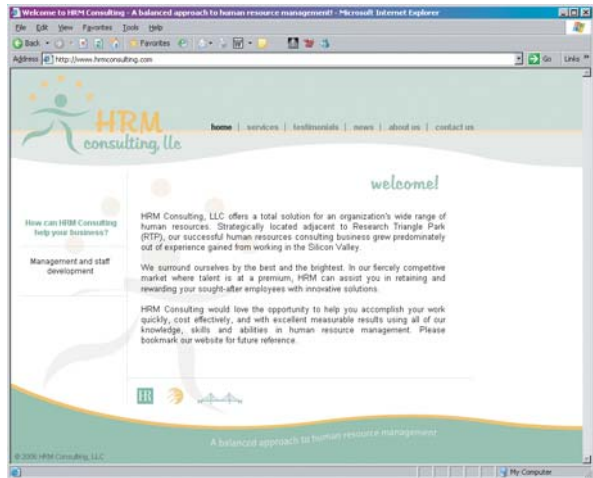 Welcome to HRM Consulting - A balanced approach to human resource management! - Microsoft Internet Explorer
File Edit View Favorites Tools Help
Back Favorites
Address http://www.hrmconsulting.com Go Links
HRM
consulting, llc
home | services | testimonials | news | about us | contact us
welcome!
How can HRM Consulting
help your business?
Management and staff
development
HRM Consulting, LLC offers a total solution for an organization's wide range of
human resources. Strategically located adjacent to Research Triangle Park
(RTP), our successful human resources consulting business grew predominately
out of experience gained from working in the Silicon Valley.
We surround ourselves by the best and the brightest. In our fiercely competitive
market where talent is at a premium, HRM can assist you in retaining and
rewarding your sought-after employees with innovative solutions.
HRM Consulting would love the opportunity to help you accomplish your work
quickly, cost effectively, and with excellent measurable results using all of our
knowledge, skills and abilities in human resource management. Please
bookmark our website for future reference.
HR
A balanced approach to human resource management
© 2006 HRM Consulting, LLC
My Computer